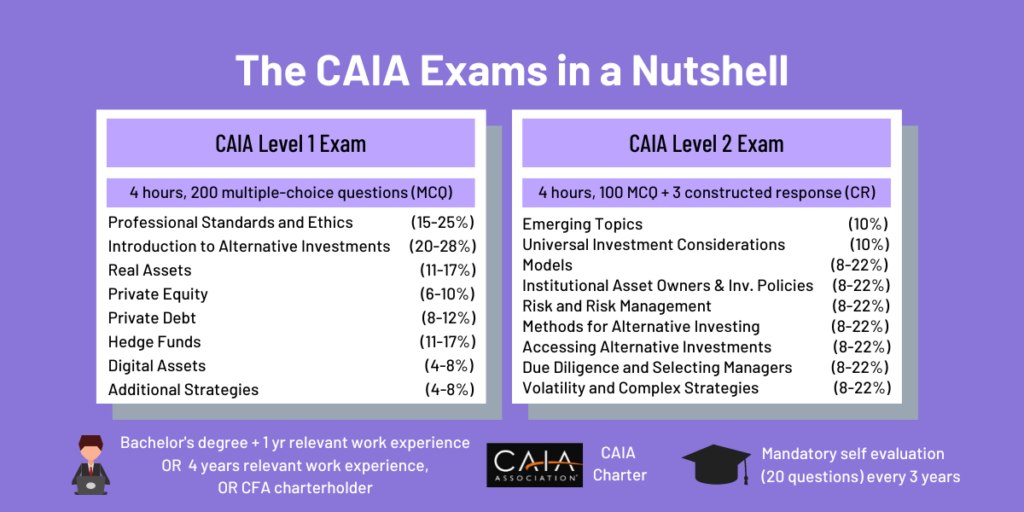 The CAIA Exams in a Nutshell
CAIA Level 1 Exam
4 hours, 200 multiple-choice questions (MCQ)
Professional Standards and Ethics (15-25%)
Introduction to Alternative Investments (20-28%)
Real Assets (11-17%)
Private Equity (6-10%)
Private Debt (8-12%)
Hedge Funds (11-17%)
Digital Assets (4-8%)
Additional Strategies (4-8%)
CAIA Level 2 Exam
4 hours, 100 MCQ + 3 constructed response (CR)
Emerging Topics (10%)
Universal Investment Considerations (10%)
Models (8-22%)
Institutional Asset Owners & Inv. Policies (8-22%)
Risk and Risk Management (8-22%)
Methods for Alternative Investing (8-22%)
Accessing Alternative Investments (8-22%)
Due Diligence and Selecting Managers (8-22%)
Volatility and Complex Strategies (8-22%)
Bachelor's degree + 1 yr relevant work experience
OR 4 years relevant work experience,
OR CFA charterholder
CAIA
ASSOCIATION®
CAIA
Charter
Mandatory self evaluation
(20 questions) every 3 years